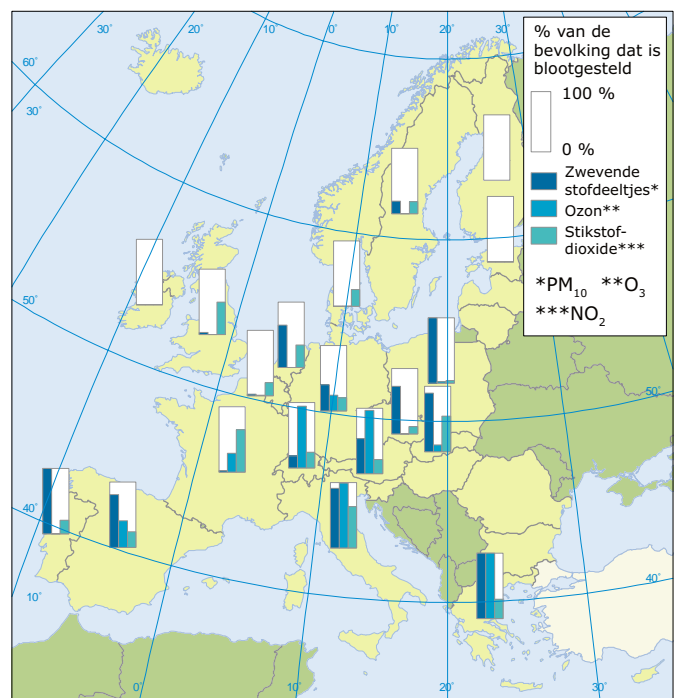 30˚
20˚
10˚
0˚
10˚
20˚
30˚
60˚
30˚
50˚
40˚
10˚
0˚
10˚
20˚
30˚
50˚
40˚
% van de
bevolking dat is
blootgesteld
100 %
0 %
Zwevende
stofdeeltjes*
Ozon**
Stikstof-
dioxide***
*PM₁₀ **O₃
***NO₂